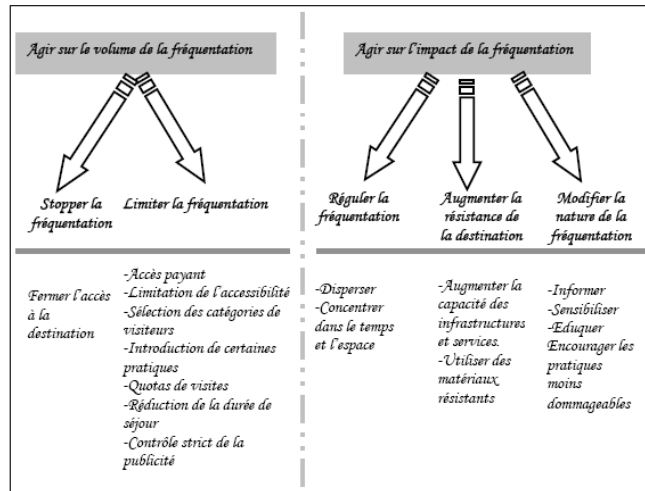 Agir sur le volume de la fréquentation
Stopper la
fréquentation
Limiter la fréquentation
Fermer l'accès
à la
destination
-Accès payant
-Limitation de l'accessibilité
-Sélection des catégories de
visiteurs
-Introduction de certaines
pratiques
-Quotas de visites
-Réduction de la durée de
séjour
-Contrôle strict de la
publicité
Agir sur l'impact de la fréquentation
Réguler la
fréquentation
Augmenter la
résistance de
la destination
Modifier la
nature de la
fréquentation
-Disperser
-Concentrer
dans le temps
et l'espace
-Augmenter la
capacité des
infrastructures
et services.
-Utiliser des
matériaux
résistants
-Informer
-Sensibiliser
-Eduquer
Encourager les
pratiques
moins
dommageables